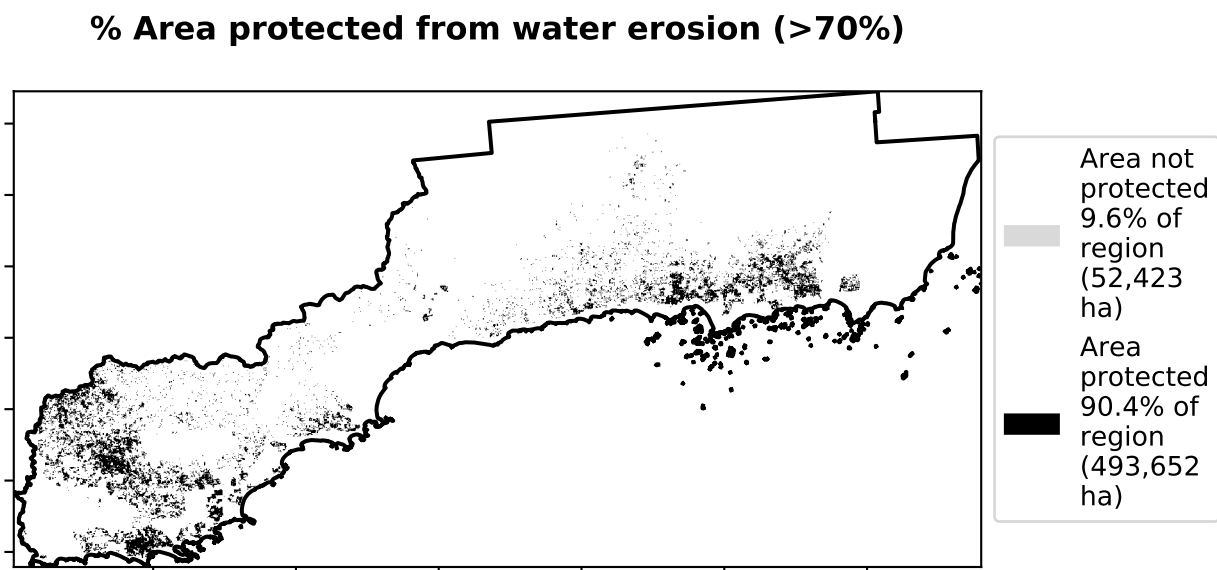 % Area protected from water erosion (>70%)
Area not
protected
9.6% of
region
(52,423
ha)
Area
protected
90.4% of
region
(493,652
ha)